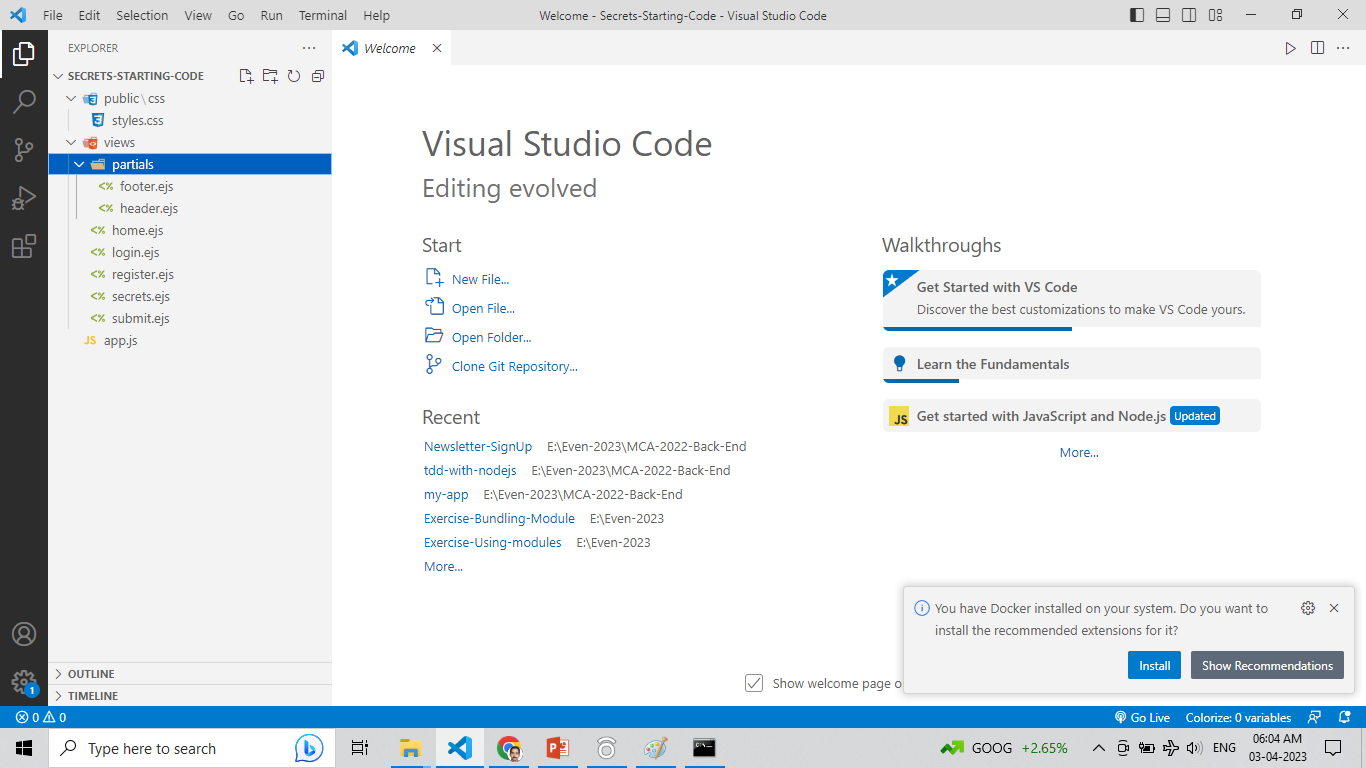 File Edit Selection View Go Run Terminal Help Welcome - Secrets-Starting-Code - Visual Studio Code
EXPLORER
Welcome
SECRETS-STARTING-CODE
public \ css
styles.css
views
partials
<% footer.ejs
<% header.ejs
<% home.ejs
<% login.ejs
<% register.ejs
<% secrets.ejs
<% submit.ejs
JS app.js
OUTLINE
TIMELINE
Visual Studio Code
Editing evolved
Start
New File...
Open File...
Open Folder...
Clone Git Repository...
Recent
Newsletter-SignUp E:\Even-2023\MCA-2022-Back-End
tdd-with-nodejs E:\Even-2023\MCA-2022-Back-End
my-app E:\Even-2023\MCA-2022-Back-End
Exercise-Bundling-Module E:\Even-2023
Exercise-Using-modules E:\Even-2023
More...
Walkthroughs
Get Started with VS Code
Discover the best customizations to make VS Code yours.
Learn the Fundamentals
JS Get started with JavaScript and Node.js Updated
More...
You have Docker installed on your system. Do you want to
install the recommended extensions for it?
Install Show Recommendations
Show welcome page o
1
0 0 Go Live Colorize: 0 variables
Type here to search GOOG +2.65% ENG 06:04 AM
03-04-2023